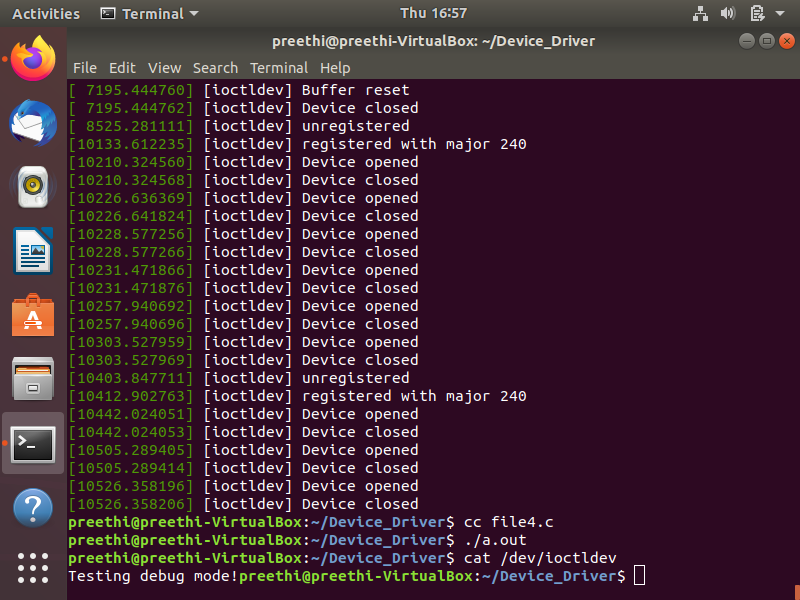 Activities Terminal Thu 16:57
preethi@preethi-VirtualBox: ~/Device_Driver
File Edit View Search Terminal Help
[ 7195.444760] [ioctldev] Buffer reset
[ 7195.444762] [ioctldev] Device closed
[ 8525.281111] [ioctldev] unregistered
[10133.612235] [ioctldev] registered with major 240
[10210.324560] [ioctldev] Device opened
[10210.324568] [ioctldev] Device closed
[10226.636369] [ioctldev] Device opened
[10226.641824] [ioctldev] Device closed
[10228.577256] [ioctldev] Device opened
[10228.577266] [ioctldev] Device closed
[10231.471866] [ioctldev] Device opened
[10231.471876] [ioctldev] Device closed
[10257.940692] [ioctldev] Device opened
[10257.940696] [ioctldev] Device closed
[10303.527959] [ioctldev] Device opened
[10303.527969] [ioctldev] Device closed
[10403.847711] [ioctldev] unregistered
[10412.902763] [ioctldev] registered with major 240
[10442.024051] [ioctldev] Device opened
[10442.024053] [ioctldev] Device closed
[10505.289405] [ioctldev] Device opened
[10505.289414] [ioctldev] Device closed
[10526.358196] [ioctldev] Device opened
[10526.358206] [ioctldev] Device closed
preethi@preethi-VirtualBox:~/Device_Driver$ cc file4.c
preethi@preethi-VirtualBox:~/Device_Driver$ ./a.out
preethi@preethi-VirtualBox:~/Device_Driver$ cat /dev/ioctldev
Testing debug mode!preethi@preethi-VirtualBox:~/Device_Driver$